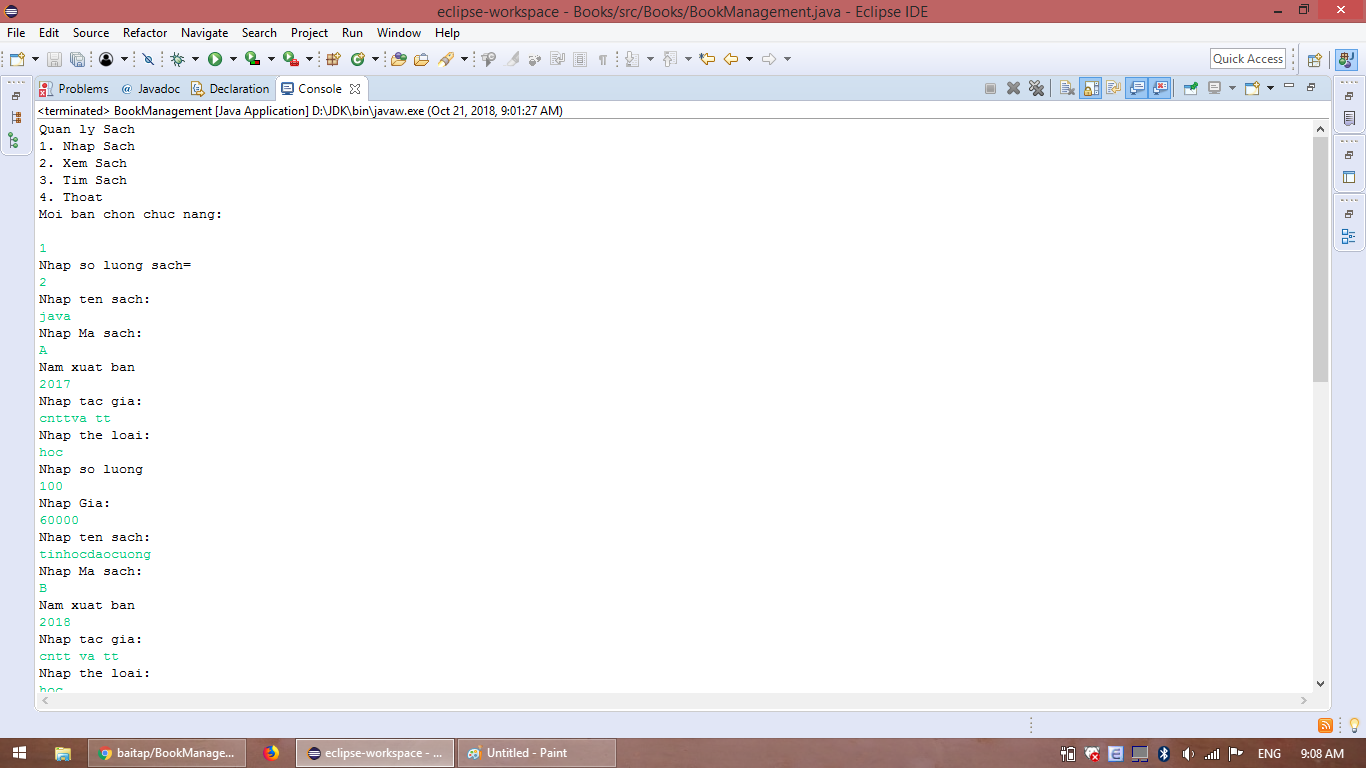 eclipse-workspace - Books/src/Books/BookManagement.java - Eclipse IDE
File Edit Source Refactor Navigate Search Project Run Window Help
Quick Access
Problems @ Javadoc Declaration Console
<terminated> BookManagement [Java Application] D:\JDK\bin\javaw.exe (Oct 21, 2018, 9:01:27 AM)
Quan ly Sach
1. Nhap Sach
2. Xem Sach
3. Tim Sach
4. Thoat
Moi ban chon chuc nang:
1
Nhap so luong sach=
2
Nhap ten sach:
java
Nhap Ma sach:
A
Nam xuat ban
2017
Nhap tac gia:
cnttva tt
Nhap the loai:
hoc
Nhap so luong
100
Nhap Gia:
60000
Nhap ten sach:
tinhocdaocuong
Nhap Ma sach:
B
Nam xuat ban
2018
Nhap tac gia:
cntt va tt
Nhap the loai:
hoc
baitap/BookManage... eclipse-workspace - ... Untitled - Paint ENG 9:08 AM